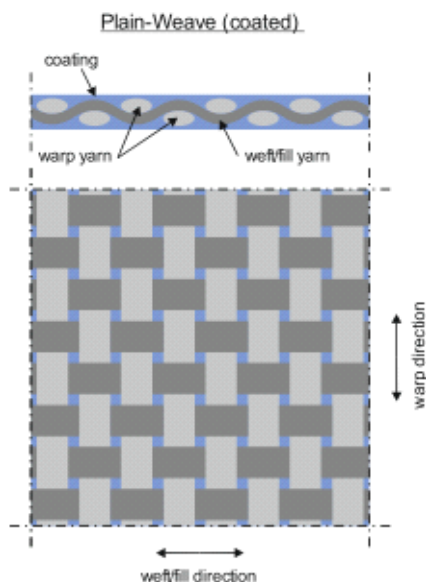 Plain-Weave (coated)
coating
warp yarn
weft/fill yarn
warp direction
weft/fill direction